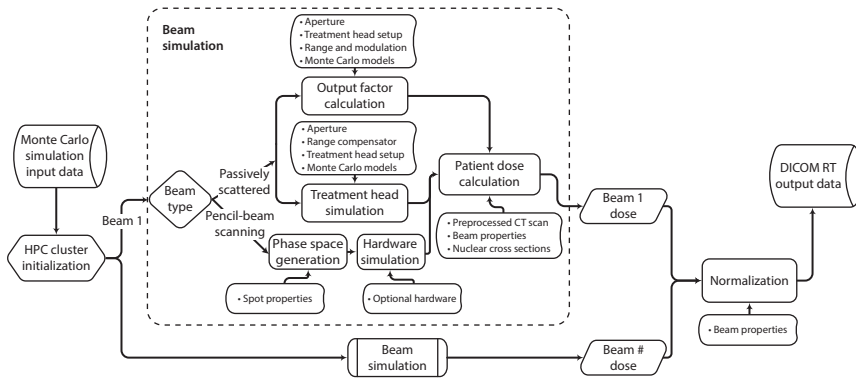 Beam
simulation
• Aperture
• Treatment head setup
• Range and modulation
• Monte Carlo models
Output factor
calculation
• Aperture
• Range compensator
• Treatment head setup
• Monte Carlo models
Monte Carlo
simulation
input data
Passively
scattered
Patient dose
calculation
DICOM RT
output data
Beam
type
Treatment head
simulation
Beam 1
Pencil-beam
scanning
Beam 1
dose
• Preprocessed CT scan
• Beam properties
• Nuclear cross sections
HPC cluster
initialization
Phase space
generation
Hardware
simulation
Normalization
• Spot properties
• Optional hardware
• Beam properties
Beam
simulation
Beam #
dose